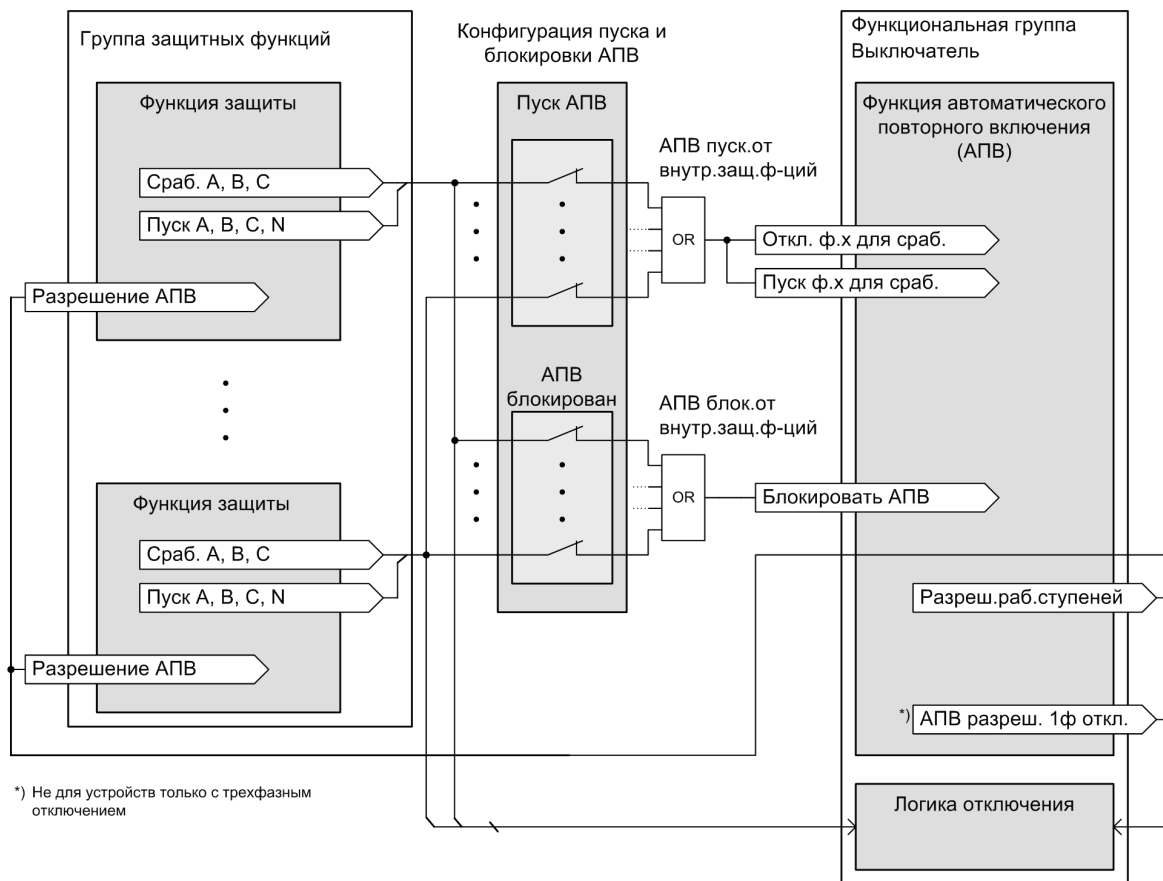 Группа защитных функций
Функция защиты
Сраб. А, В, С
Пуск А, В, С, N
Разрешение АПВ
Функция защиты
Сраб. А, В, С
Пуск А, В, С, N
Разрешение АПВ
*) Не для устройств только с трехфазным
отключением
Конфигурация пуска и
блокировки АПВ
Пуск АПВ
АПВ
блокирован
АПВ пуск.от
внутр.защ.ф-ций
OR
АПВ блок.от
внутр.защ.ф-ций
OR
Функциональная группа
Выключатель
Функция автоматического
повторного включения
(АПВ)
Откл. ф.х для сраб.
Пуск ф.х для сраб.
Блокировать АПВ
Разреш.раб.ступеней
*) АПВ разреш. 1ф откл.
Логика отключения